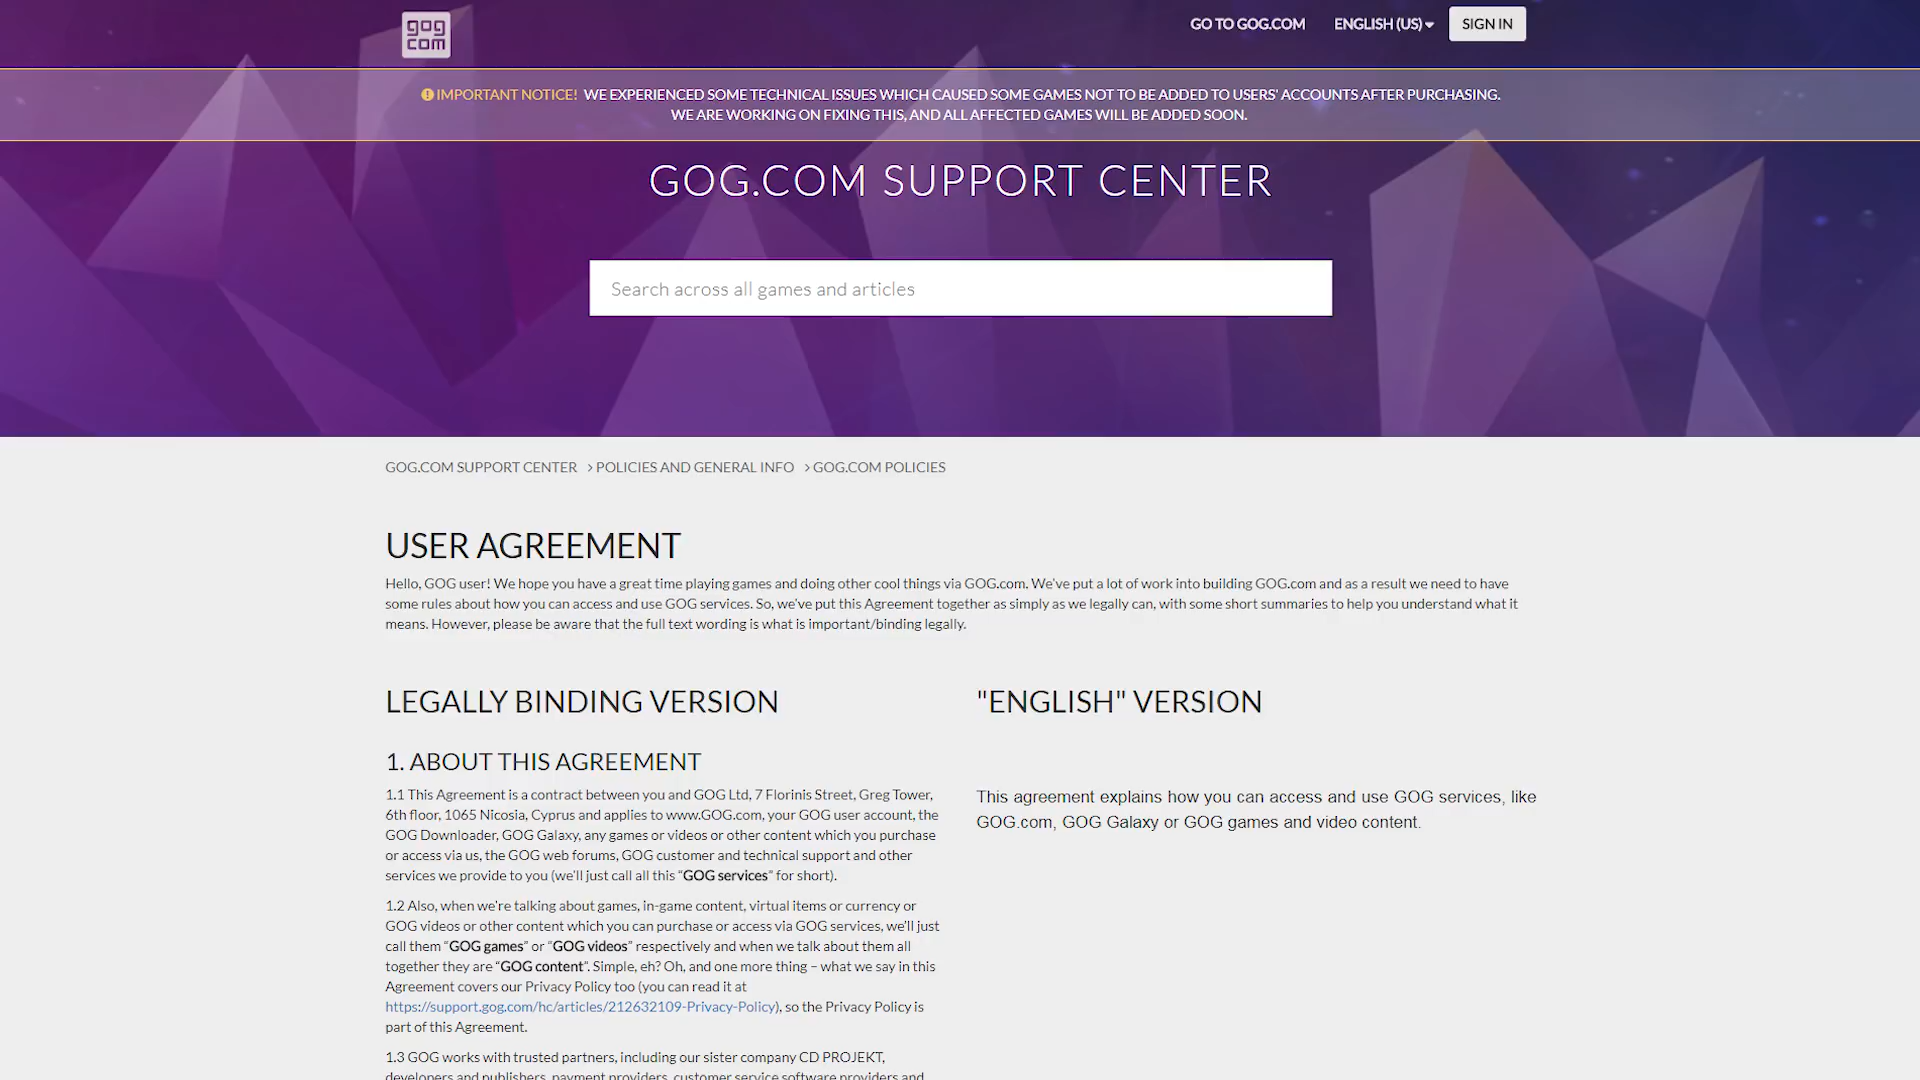 gog
com
GO TO GOG.COM
ENGLISH (US)
SIGN IN
IMPORTANT NOTICE! WE EXPERIENCED SOME TECHNICAL ISSUES WHICH CAUSED SOME GAMES NOT TO BE ADDED TO USERS' ACCOUNTS AFTER PURCHASING.
WE ARE WORKING ON FIXING THIS, AND ALL AFFECTED GAMES WILL BE ADDED SOON.
GOG.COM SUPPORT CENTER
Search across all games and articles
GOG.COM SUPPORT CENTER > POLICIES AND GENERAL INFO > GOG.COM POLICIES
USER AGREEMENT
Hello, GOG user! We hope you have a great time playing games and doing other cool things via GOG.com. We've put a lot of work into building GOG.com and as a result we need to have
some rules about how you can access and use GOG services. So, we've put this Agreement together as simply as we legally can, with some short summaries to help you understand what it
means. However, please be aware that the full text wording is what is important/binding legally.
LEGALLY BINDING VERSION
1. ABOUT THIS AGREEMENT
1.1 This Agreement is a contract between you and GOG Ltd, 7 Florinis Street, Greg Tower,
6th floor, 1065 Nicosia, Cyprus and applies to www.GOG.com, your GOG user account, the
GOG Downloader, GOG Galaxy, any games or videos or other content which you purchase
or access via us, the GOG web forums, GOG customer and technical support and other
services we provide to you (we'll just call all this “GOG services” for short).
1.2 Also, when we're talking about games, in-game content, virtual items or currency or
GOG videos or other content which you can purchase or access via GOG services, we'll just
call them “GOG games” or “GOG videos” respectively and when we talk about them all
together they are “GOG content”. Simple, eh? Oh, and one more thing – what we say in this
Agreement covers our Privacy Policy too (you can read it at
https://support.gog.com/hc/articles/212632109-Privacy-Policy), so the Privacy Policy is
part of this Agreement.
1.3 GOG works with trusted partners, including our sister company CD PROJEKT,
developers and publishers, payment providers, customer service software providers and
"ENGLISH" VERSION
This agreement explains how you can access and use GOG services, like
GOG.com, GOG Galaxy or GOG games and video content.